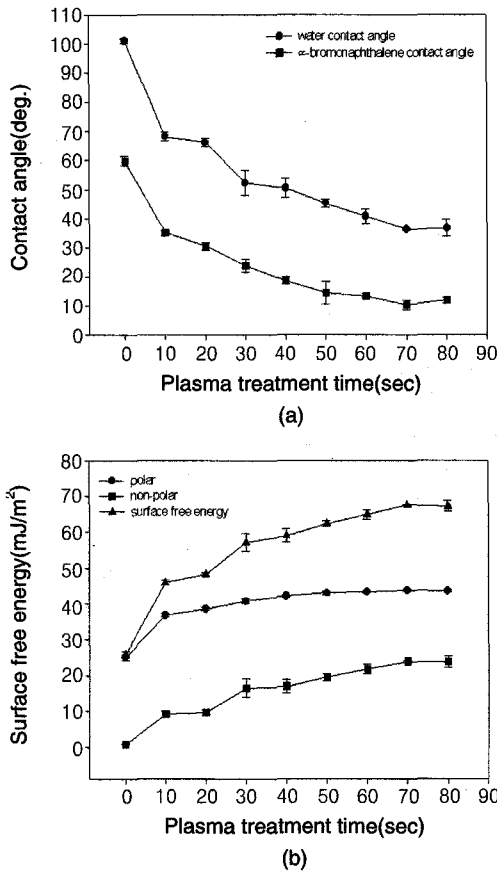 110
100
90
80
70
60
50
40
30
20
10
0
Contact angle(deg.)
water contact angle
∝-bromonaphthalene contact angle
0 10 20 30 40 50 60 70 80 90
Plasma treatment time(sec)
(a)
80
70
60
50
40
30
20
10
0
Surface free energy(mJ/m²)
polar
non-polar
surface free energy
0 10 20 30 40 50 60 70 80 90
Plasma treatment time(sec)
(b)